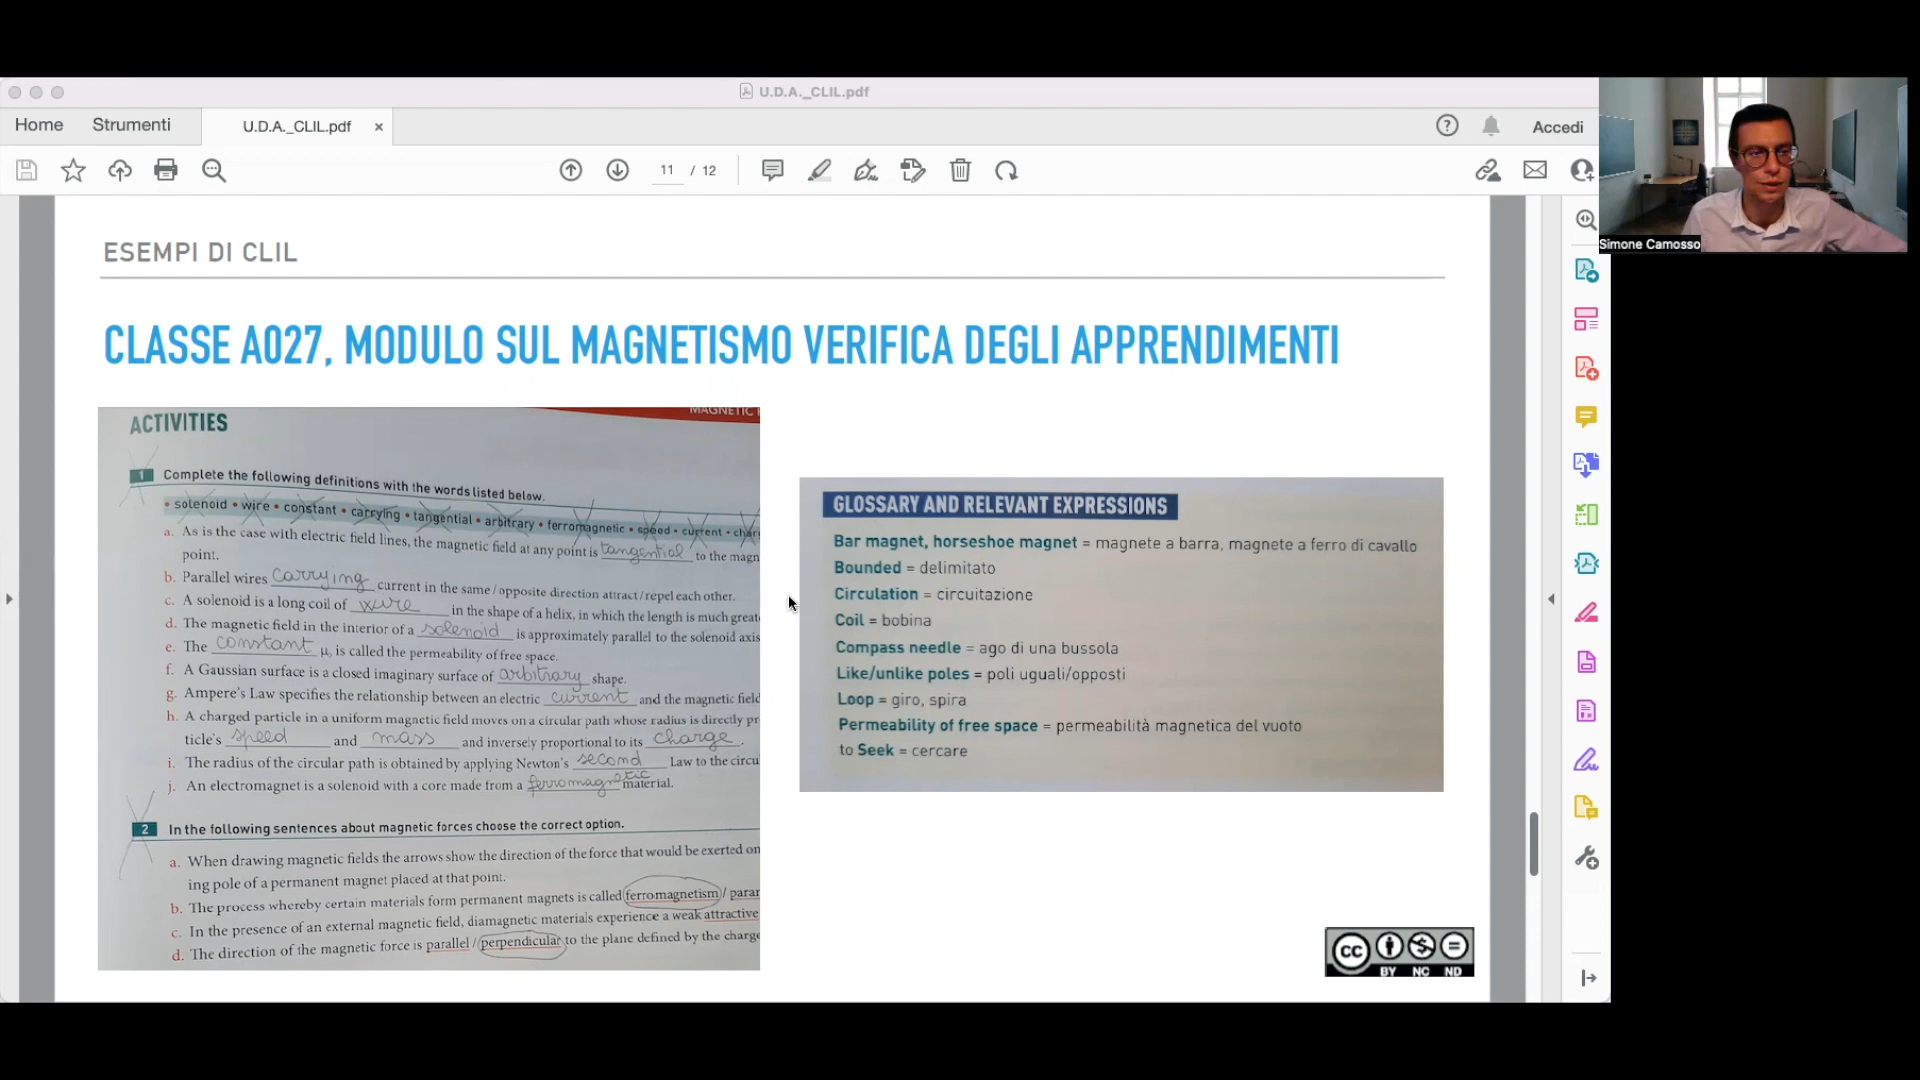 U.D.A._CLIL.pdf
Home
Strumenti
U.D.A._CLIL.pdf
×
Accedi
11 / 12
Simone Camosso
ESEMPI DI CLIL
CLASSE A027, MODULO SUL MAGNETISMO VERIFICA DEGLI APPRENDIMENTI
MAGNETIC
ACTIVITIES
1 Complete the following definitions with the words listed below.
• solenoid • wire • constant • carrying • tangential • arbitrary • ferromagnetic • speed • current •
a. As is the case with electric field lines, the magnetic field at any point is tangential to the
point.
b. Parallel wires carrying current in the same / opposite direction attract / repel each other.
c. A solenoid is a long coil of wire in the shape of a helix, in which the length is much
d. The magnetic field in the interior of a solenoid is approximately parallel to the solenoid axis
e. The constant μ₀ is called the permeability of free space.
f. A Gaussian surface is a closed imaginary surface of arbitrary shape.
g. Ampere's Law specifies the relationship between an electric current and the magnetic field
h. A charged particle in a uniform magnetic field moves on a circular path whose radius is directly
ticle's speed and mass and inversely proportional to its charge.
i. The radius of the circular path is obtained by applying Newton's second Law to the
j. An electromagnet is a solenoid with a core made from a ferromagnetic material.
2 In the following sentences about magnetic forces choose the correct option.
a. When drawing magnetic fields the arrows show the direction of the force that would be exerted on
ing pole of a permanent magnet placed at that point.
b. The process whereby certain materials form permanent magnets is called ferromagnetism /
c. In the presence of an external magnetic field, diamagnetic materials experience a weak attractive
d. The direction of the magnetic force is parallel / perpendicular to the plane defined by the
GLOSSARY AND RELEVANT EXPRESSIONS
Bar magnet, horseshoe magnet = magnete a barra, magnete a ferro di cavallo
Bounded = delimitato
Circulation = circuitazione
Coil = bobina
Compass needle = ago di una bussola
Like/unlike poles = poli uguali/opposti
Loop = giro, spira
Permeability of free space = permeabilità magnetica del vuoto
to Seek = cercare
CC BY NC ND